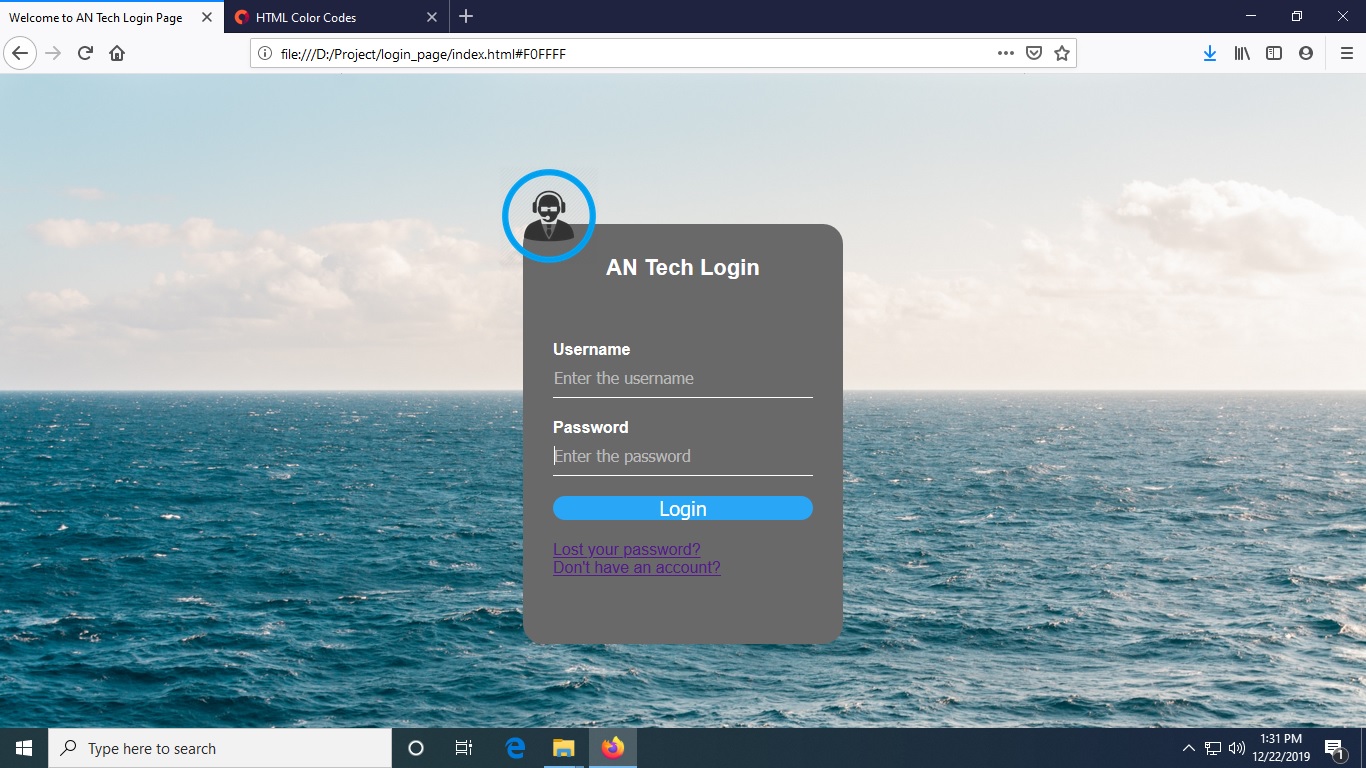 Welcome to AN Tech Login Page
HTML Color Codes
file:///D:/Project/login_page/index.html#F0FFFF
AN Tech Login
Username
Enter the username
Password
Enter the password
Login
Lost your password?
Don't have an account?
Type here to search
1:31 PM
12/22/2019
1